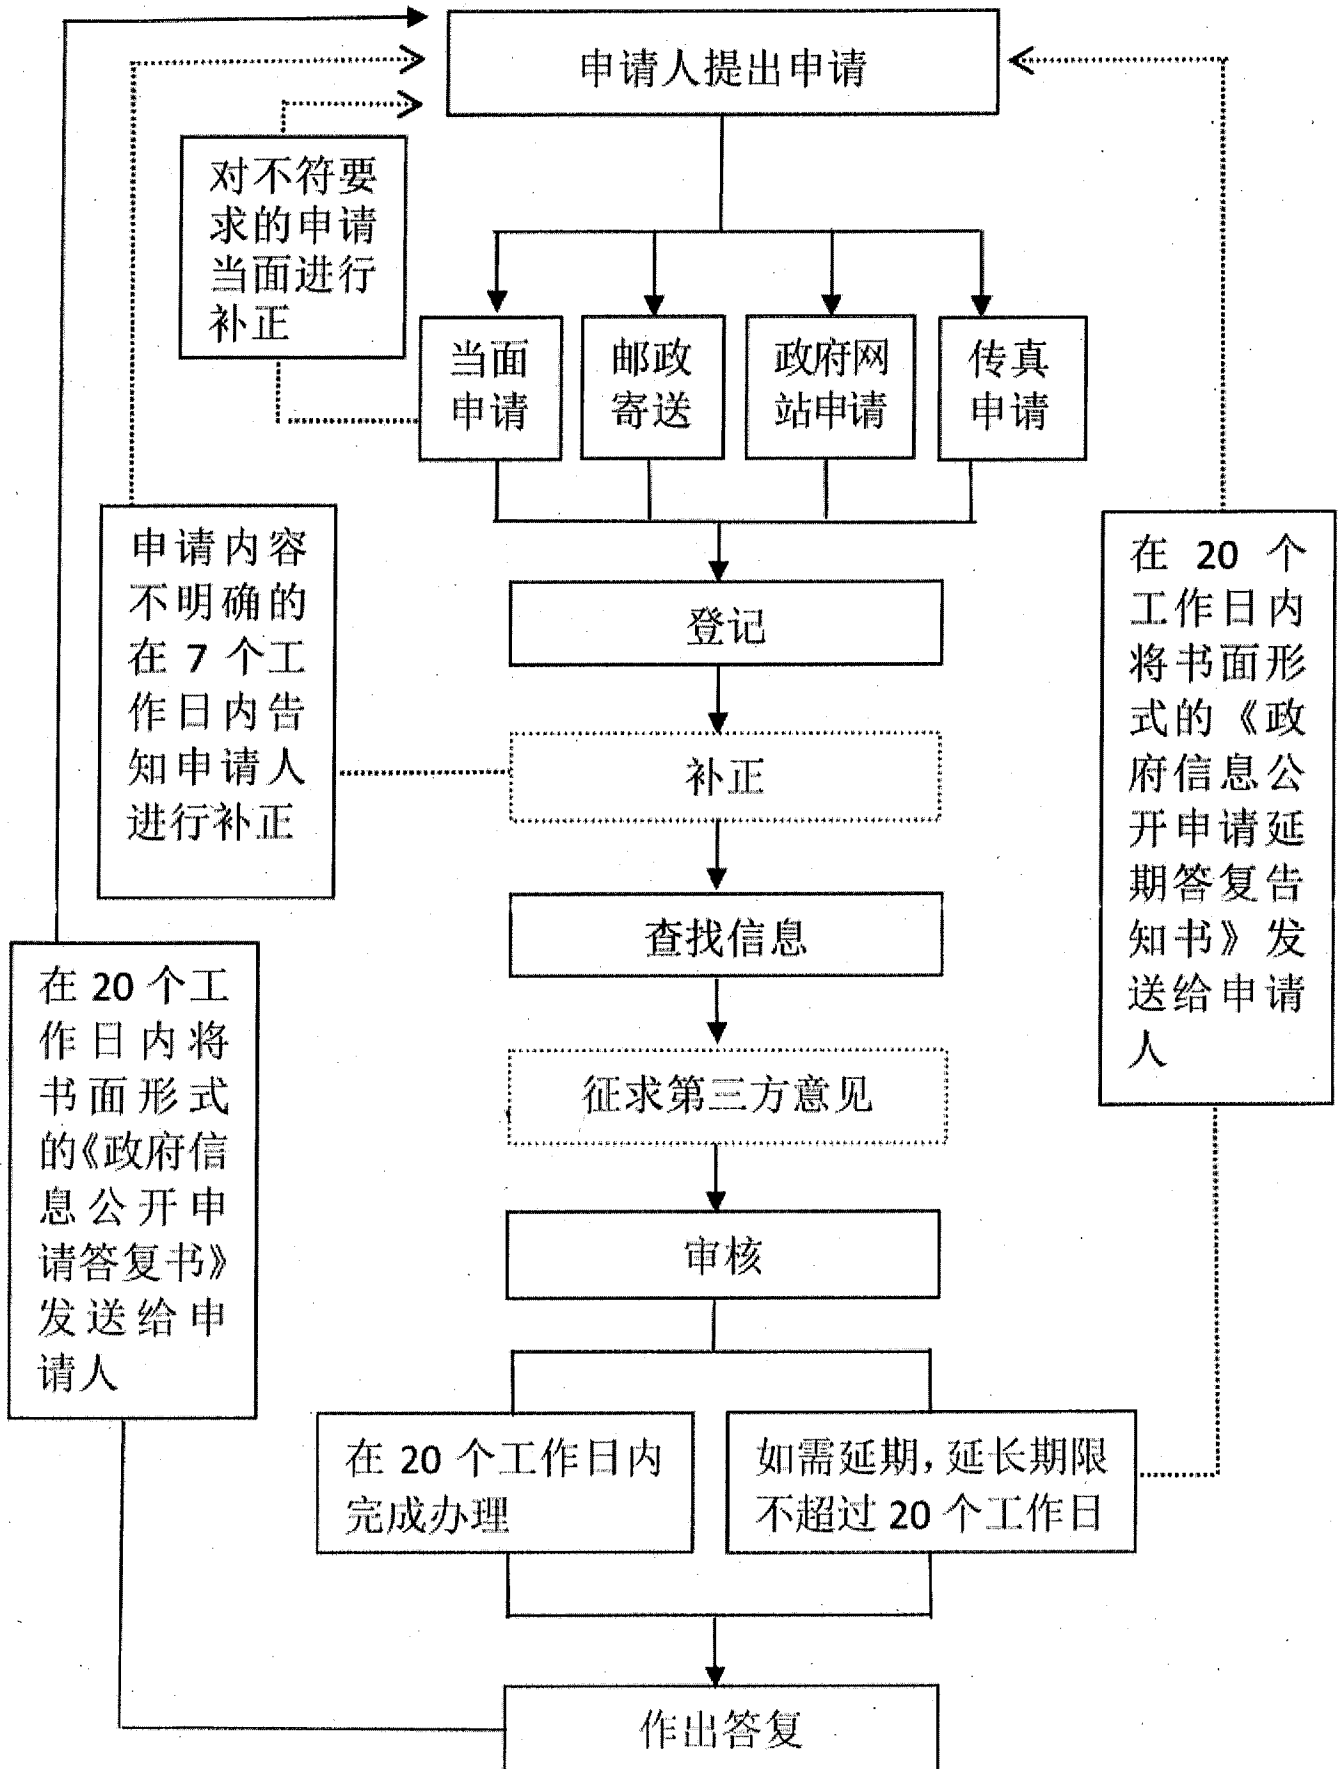 申请人提出申请
对不符要
求的申请
当面进行
补正
当面
申请
邮政
寄送
政府网
站申请
传真
申请
申请内容
不明确的
在 7 个工
作日内告
知申请人
进行补正
登记
补正
查找信息
征求第三方意见
审核
在 20 个
工作日内
将书面形
式的《政
府信息公
开申请延
期答复告
知书》发
送给申请
人
在 20 个工
作日内将
书面形式
的《政府信
息公开申
请答复书》
发送给申
请人
在 20 个工作日内
完成办理
如需延期，延长期限
不超过 20 个工作日
作出答复